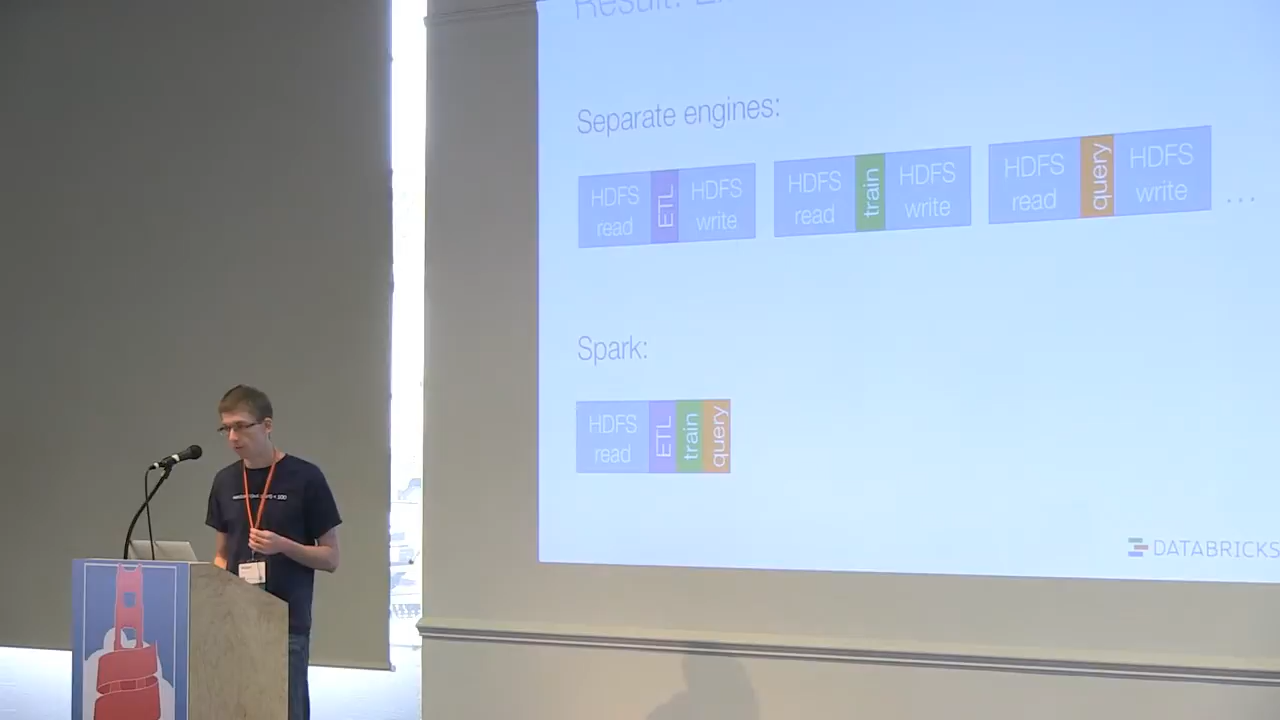 Result:
Separate engines:
HDFS read ETL HDFS write
HDFS read train HDFS write
HDFS read query HDFS write
...
Spark:
HDFS read ETL train query
DATABRICKS